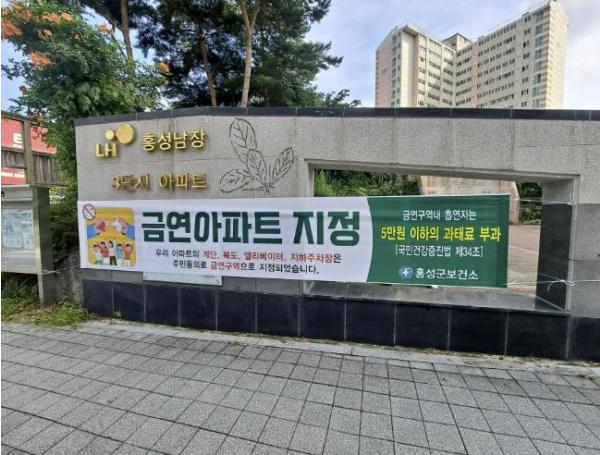 LH 홍성남장
3단지 아파트
금연아파트 지정
우리 아파트의 계단, 복도, 엘리베이터, 지하주차장은
주민동의로 금연구역으로 지정되었습니다.
금연구역내 흡연자는
5만원 이하의 과태료 부과
[국민건강증진법 제34조]
홍성군보건소